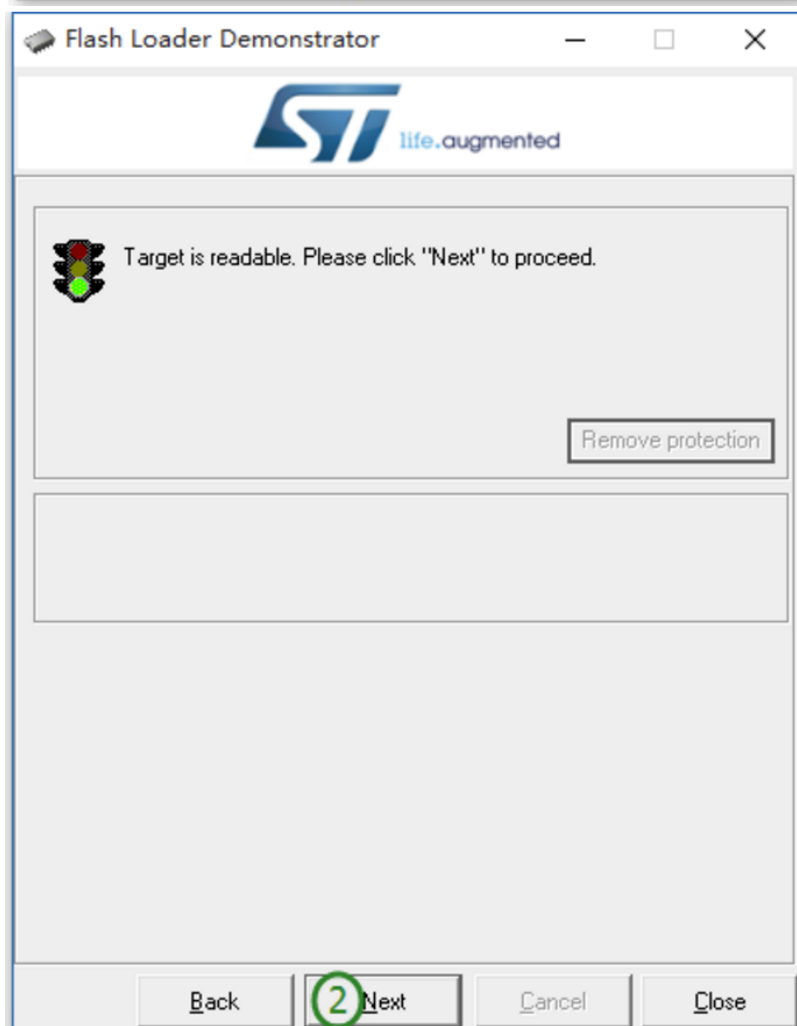 Flash Loader Demonstrator
ST life.augmented
Target is readable. Please click "Next" to proceed.
Remove protection
Back 2 Next Cancel Close